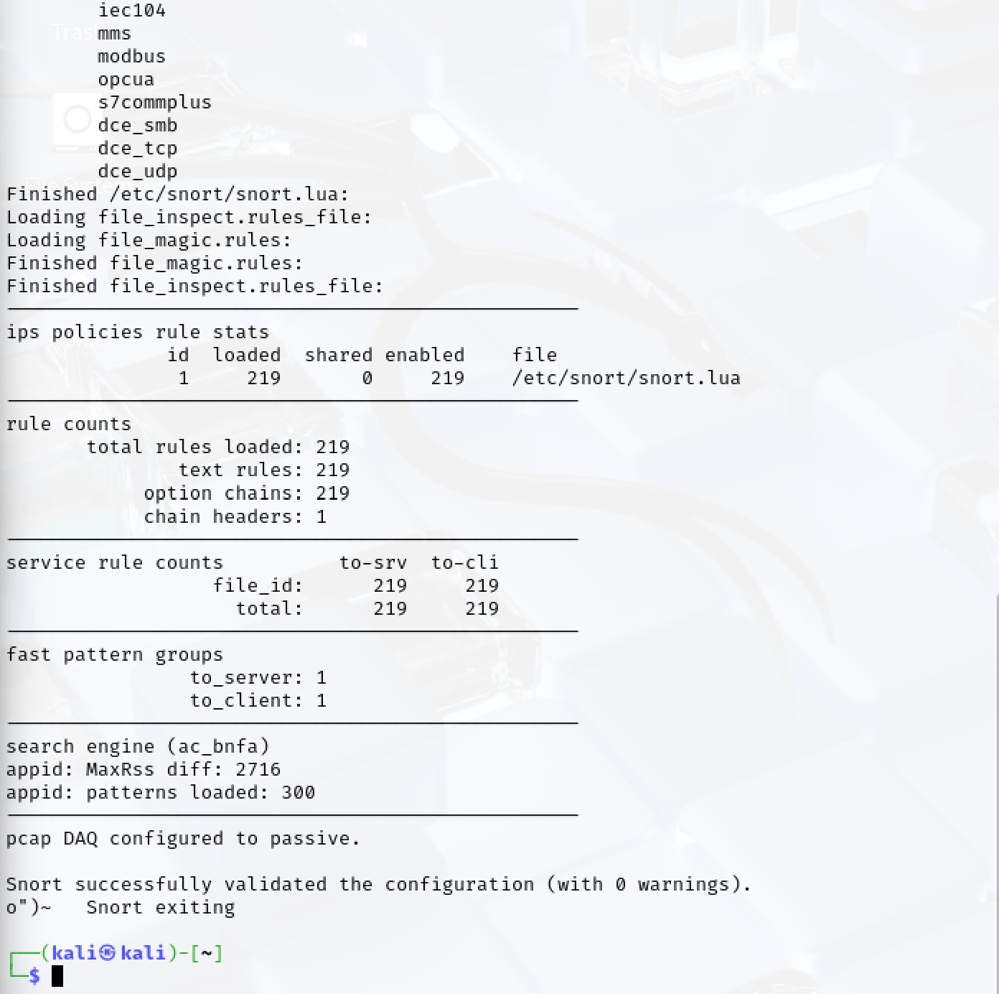 iec104
Trash
mms
modbus
opcua
s7commplus
dce_smb
dce_tcp
dce_udp
File System
Finished /etc/snort/snort.lua:
Loading file_inspect.rules_file:
Loading file_magic.rules:
Finished file_magic.rules:
Finished file_inspect.rules_file:
ips policies rule stats
Home
id loaded shared enabled file
1 219 0 219 /etc/snort/snort.lua
rule counts
total rules loaded: 219
text rules: 219
option chains: 219
chain headers: 1
service rule counts to-srv to-cli
file_id: 219 219
total: 219 219
fast pattern groups
to_server: 1
to_client: 1
search engine (ac_bnfa)
appid: MaxRss diff: 2716
appid: patterns loaded: 300
pcap DAQ configured to passive.
Snort successfully validated the configuration (with 0 warnings).
o")~ Snort exiting
┌──(kali㉿kali)-[~]
└─$